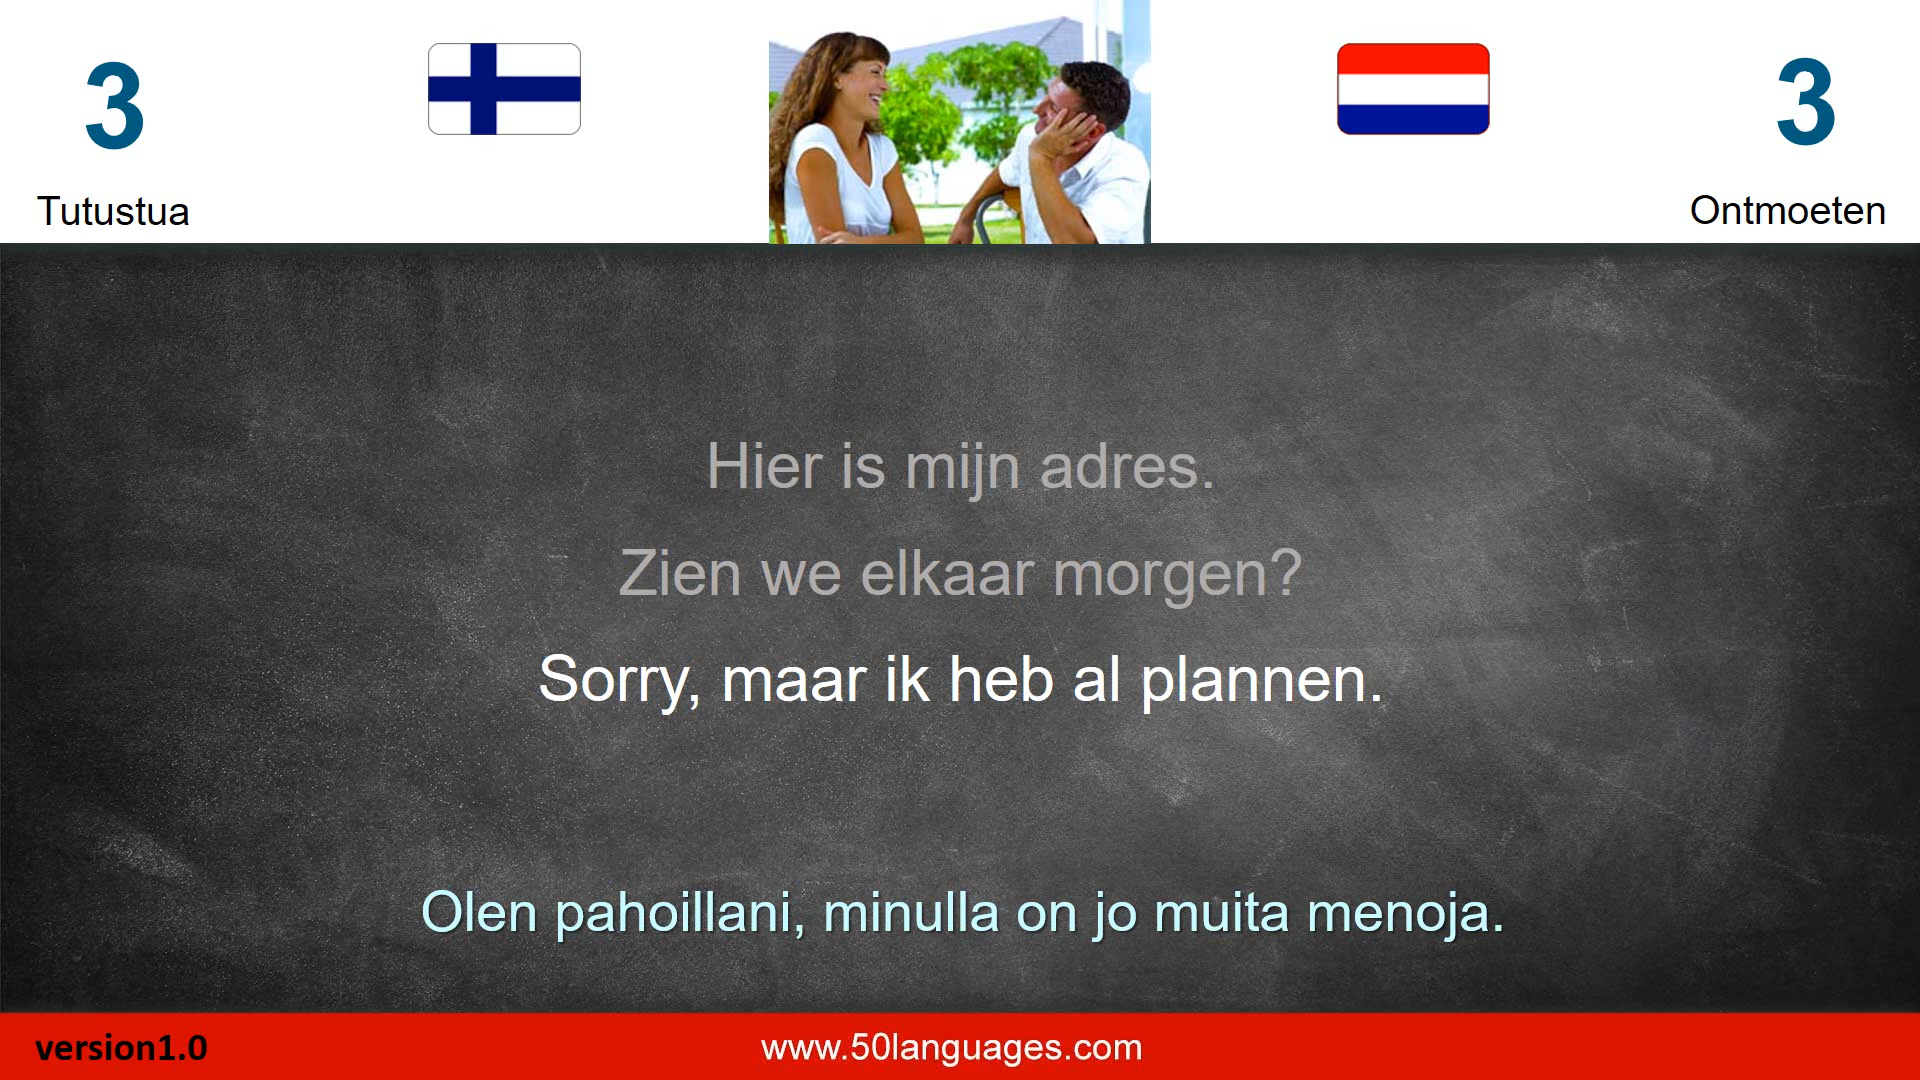 3
3
Tutustua
Ontmoeten
Hier is mijn adres.
Zien we elkaar morgen?
Sorry, maar ik heb al plannen.
Olen pahoillani, minulla on jo muita menoja.
version1.0
www.50languages.com